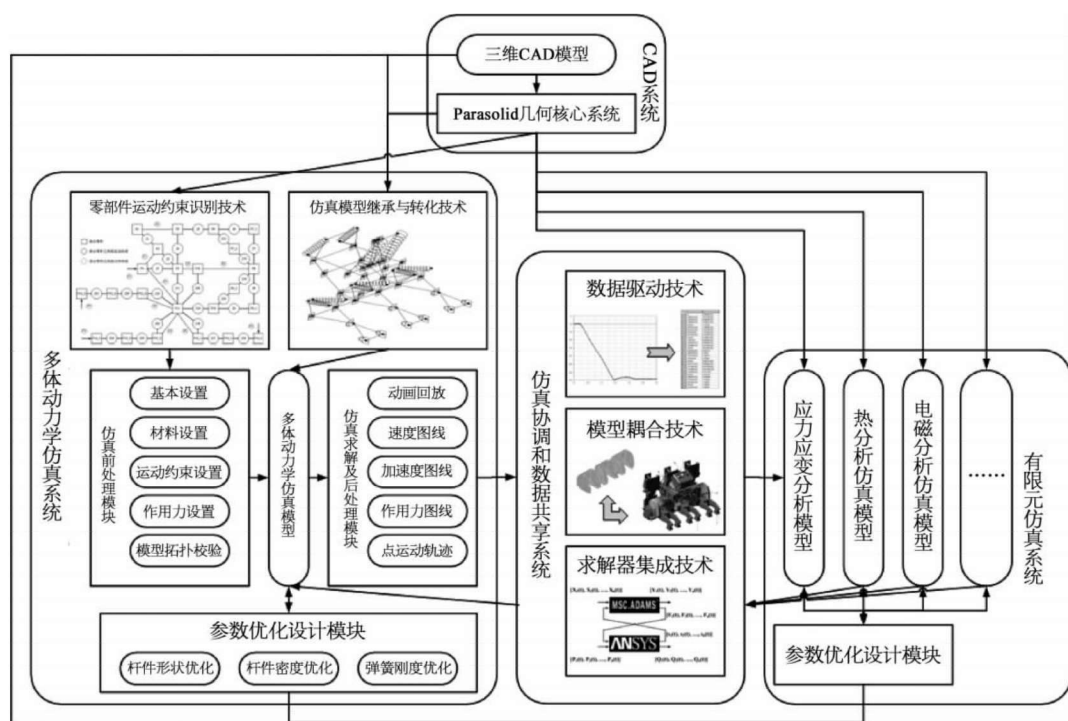 三维CAD模型
Parasolid几何核心系统
CAD系统
零部件运动约束识别技术
仿真模型继承与转化技术
多体动力学仿真系统
仿真前处理模块
基本设置
材料设置
运动约束设置
作用力设置
模型拓扑校验
多体动力学仿真模型
仿真求解及后处理模块
动画回放
速度图线
加速度图线
作用力图线
点运动轨迹
参数优化设计模块
杆件形状优化
杆件密度优化
弹簧刚度优化
仿真协调和数据共享系统
数据驱动技术
模型耦合技术
求解器集成技术
MSC.ADAMS
ANSYS
应力应变分析模型
热分析仿真模型
电磁分析仿真模型
……
有限元仿真系统
参数优化设计模块